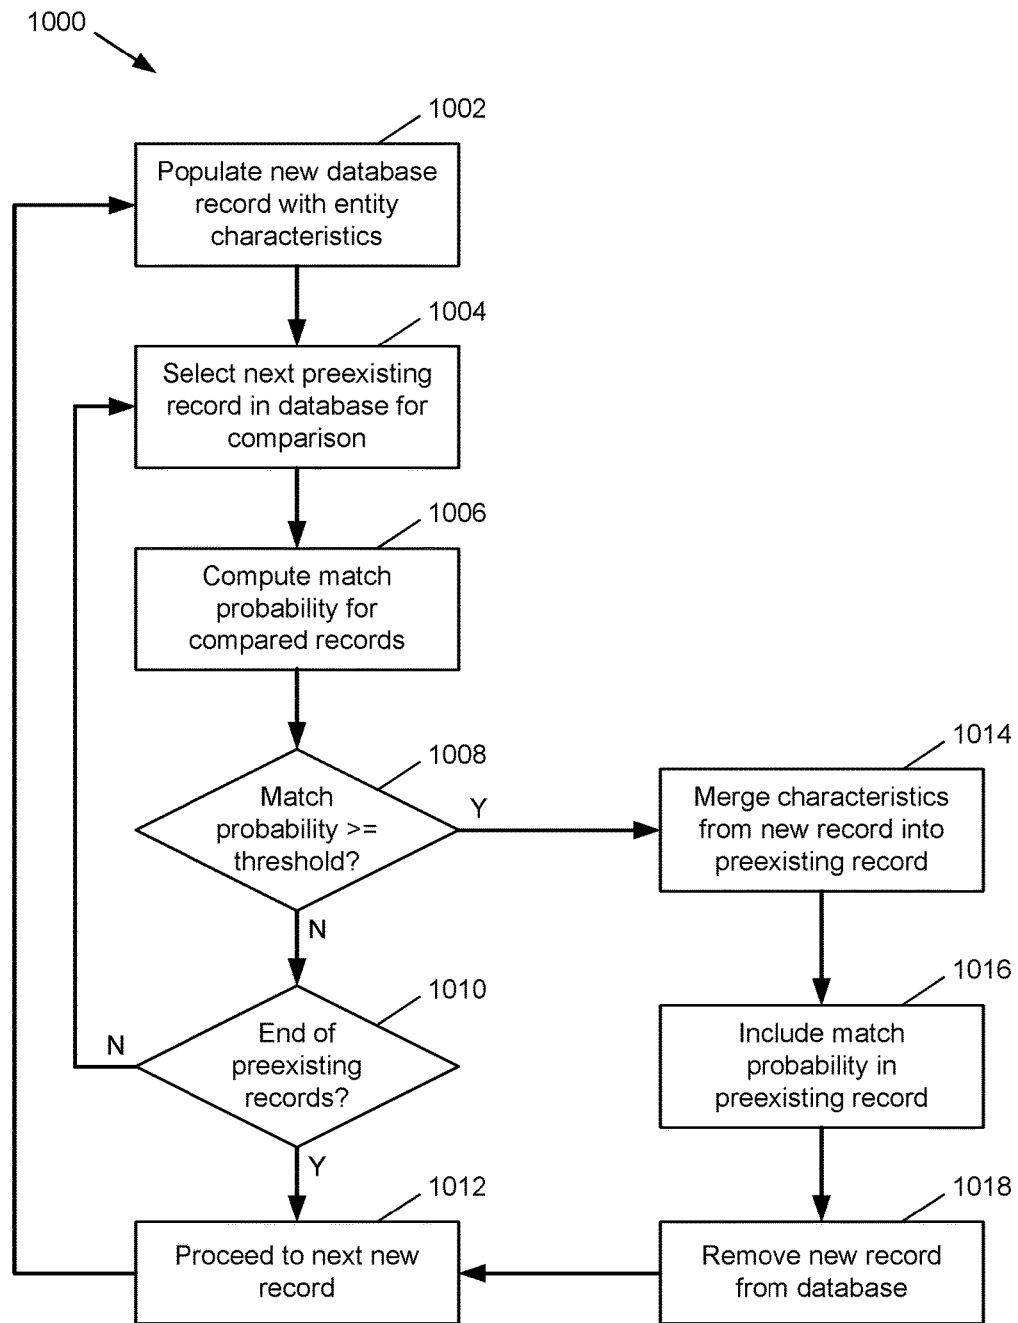 1000
1002
Populate new database
record with entity
characteristics
1004
Select next preexisting
record in database for
comparison
1006
Compute match
probability for
compared records
1008
Match
probability >=
threshold?
Y
N
1010
End of
preexisting
records?
N
Y
1012
Proceed to next new
record
1014
Merge characteristics
from new record into
preexisting record
1016
Include match
probability in
preexisting record
1018
Remove new record
from database